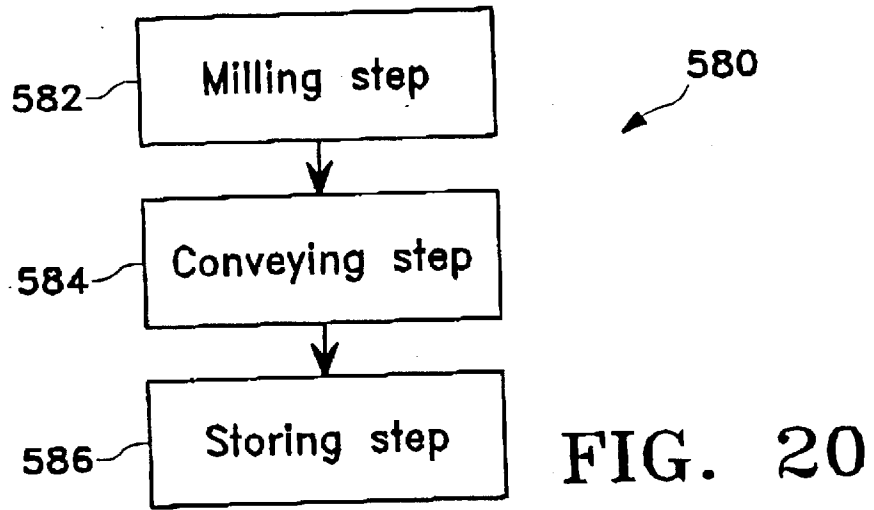 582
Milling step
580
584
Conveying step
586
Storing step
FIG. 20